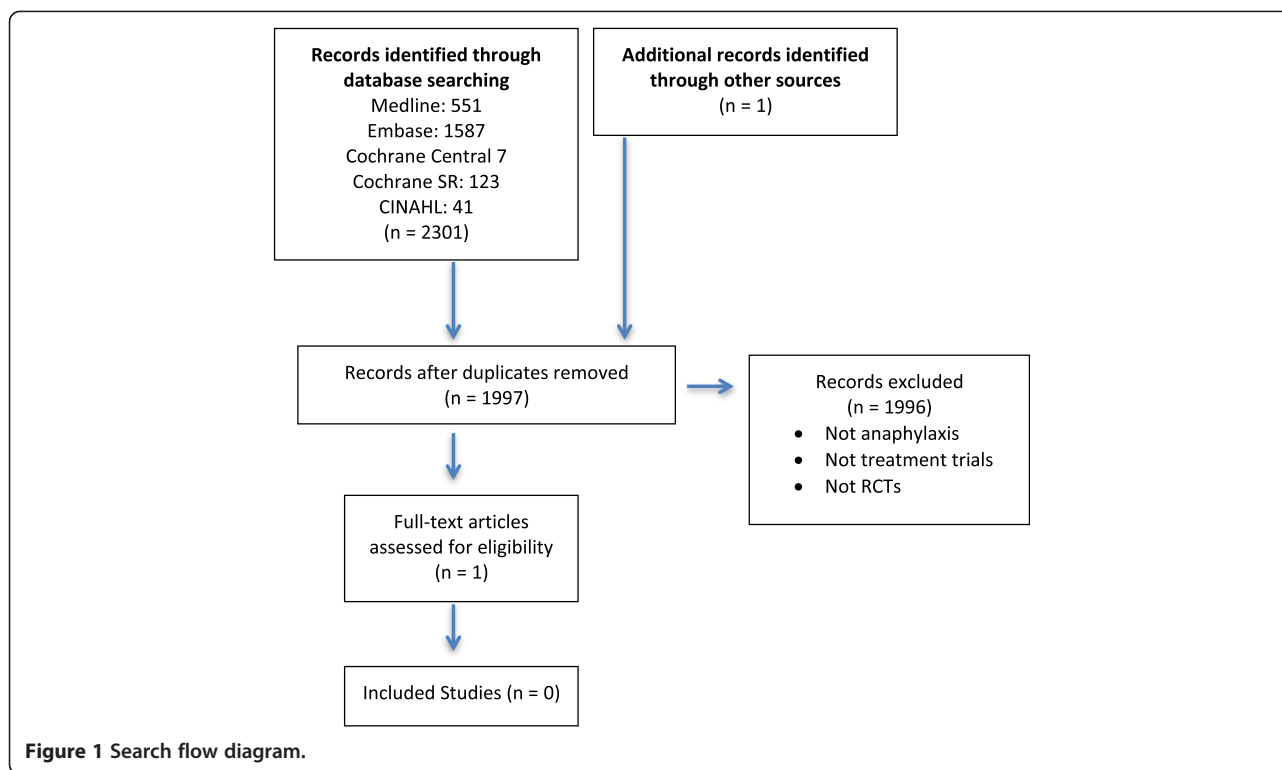 Records identified through
database searching
Medline: 551
Embase: 1587
Cochrane Central 7
Cochrane SR: 123
CINAHL: 41
(n = 2301)
Additional records identified
through other sources
(n = 1)
Records after duplicates removed
(n = 1997)
Records excluded
(n = 1996)
• Not anaphylaxis
• Not treatment trials
• Not RCTs
Full-text articles
assessed for eligibility
(n = 1)
Included Studies (n = 0)
Figure 1 Search flow diagram.